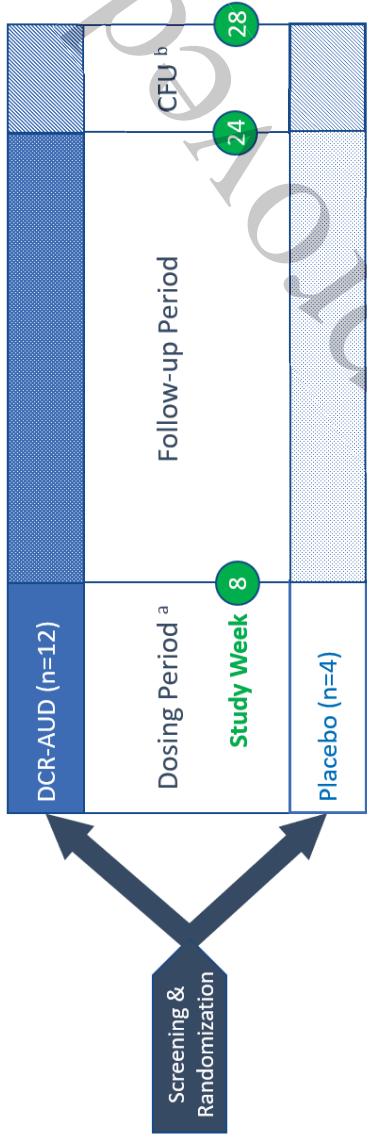 Screening &
Randomization
DCR-AUD (n=12)
Dosing Period a
Follow-up Period
CFU b
Study Week
8
24
28
Placebo (n=4)